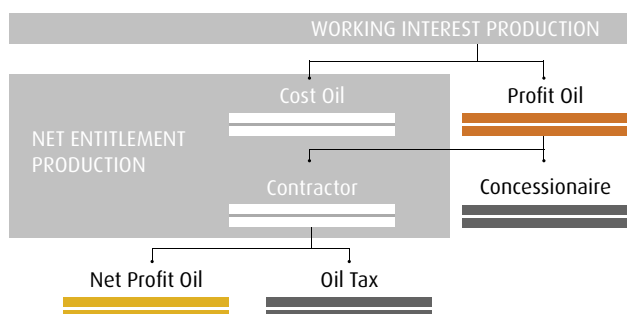 WORKING INTEREST PRODUCTION
Cost Oil
Profit Oil
NET ENTITLEMENT
PRODUCTION
Contractor
Concessionaire
Net Profit Oil
Oil Tax